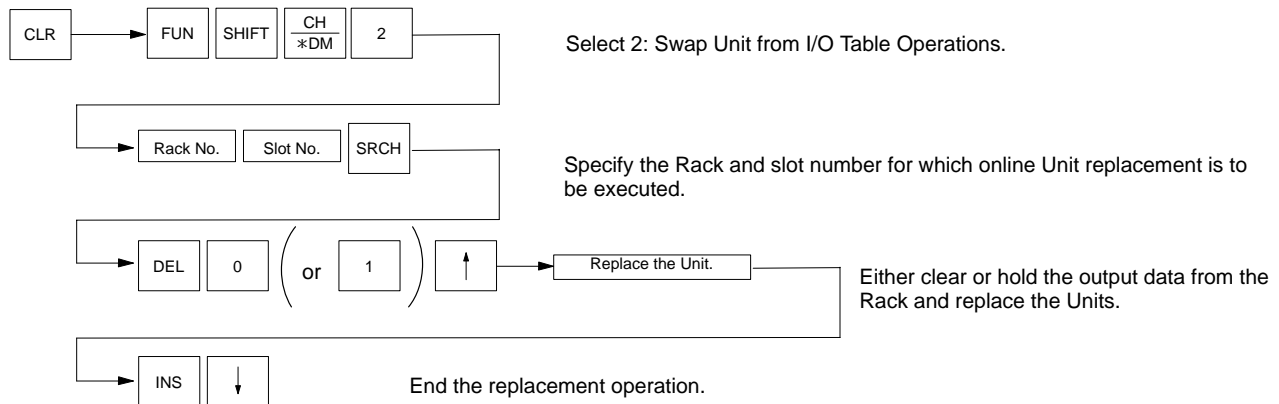 CLR FUN SHIFT CH 2
*DM
Select 2: Swap Unit from I/O Table Operations.
Rack No. Slot No. SRCH
Specify the Rack and slot number for which online Unit replacement is to
be executed.
DEL 0 ( or 1 ) ↑ Replace the Unit.
Either clear or hold the output data from the
Rack and replace the Units.
INS ↓
End the replacement operation.